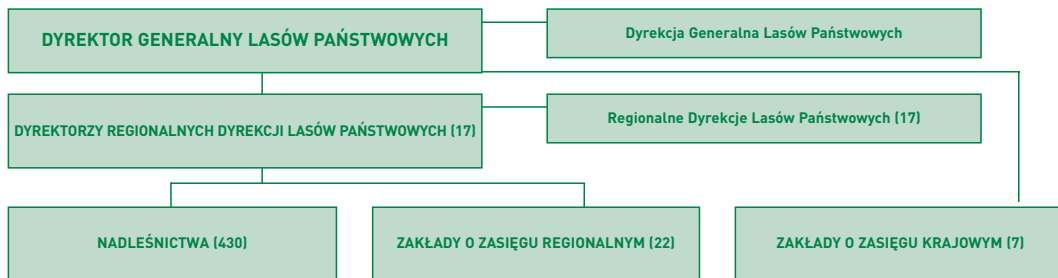 DYREKTOR GENERALNY LASÓW PAŃSTWOWYCH
Dyrekcja Generalna Lasów Państwowych
DYREKTORZY REGIONALNYCH DYREKCJI LASÓW PAŃSTWOWYCH (17)
Regionalne Dyrekcje Lasów Państwowych (17)
NADLEŚNICTWA (430)
ZAKŁADY O ZASIĘGU REGIONALNYM (22)
ZAKŁADY O ZASIĘGU KRAJOWYM (7)